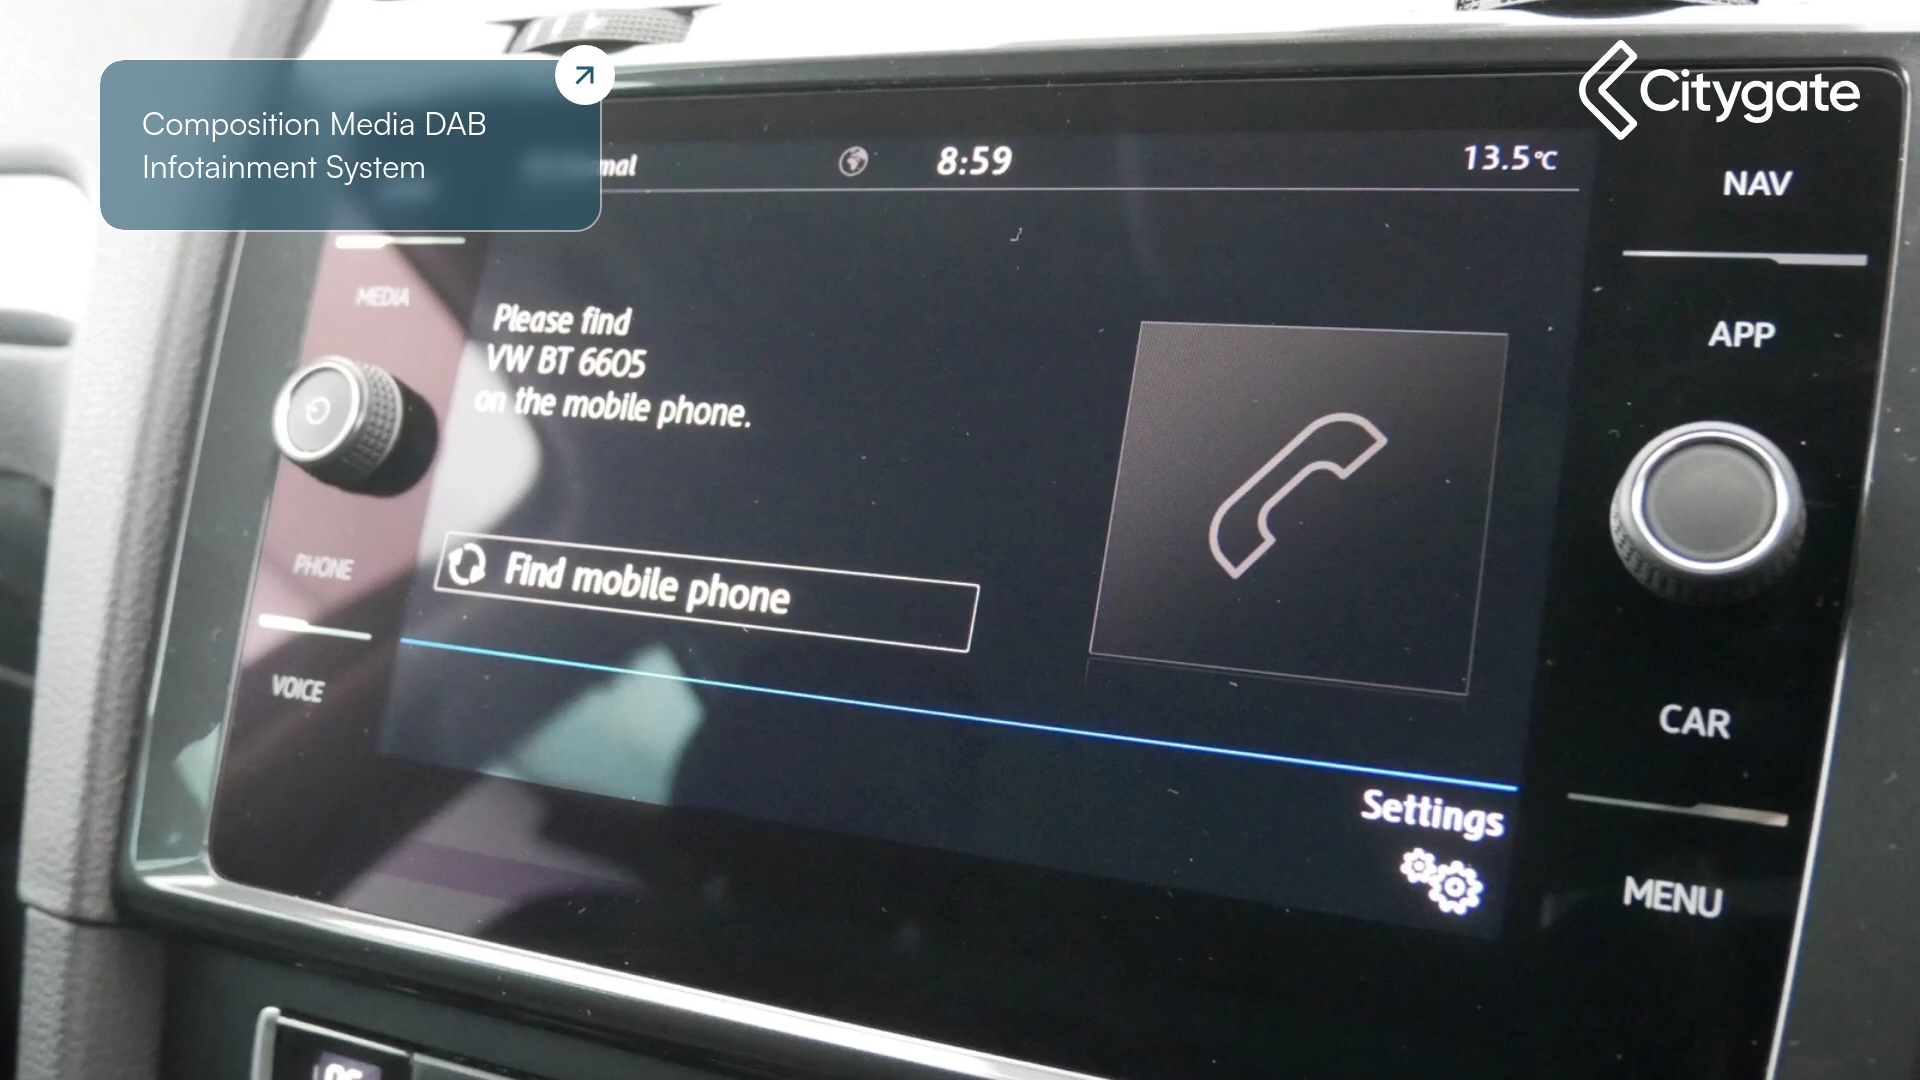 Composition Media DAB
Infotainment System
Citygate
8:59
13.5°C
NAV
MEDIA
APP
Please find
VW BT 6605
on the mobile phone.
PHONE
Find mobile phone
VOICE
CAR
Settings
MENU